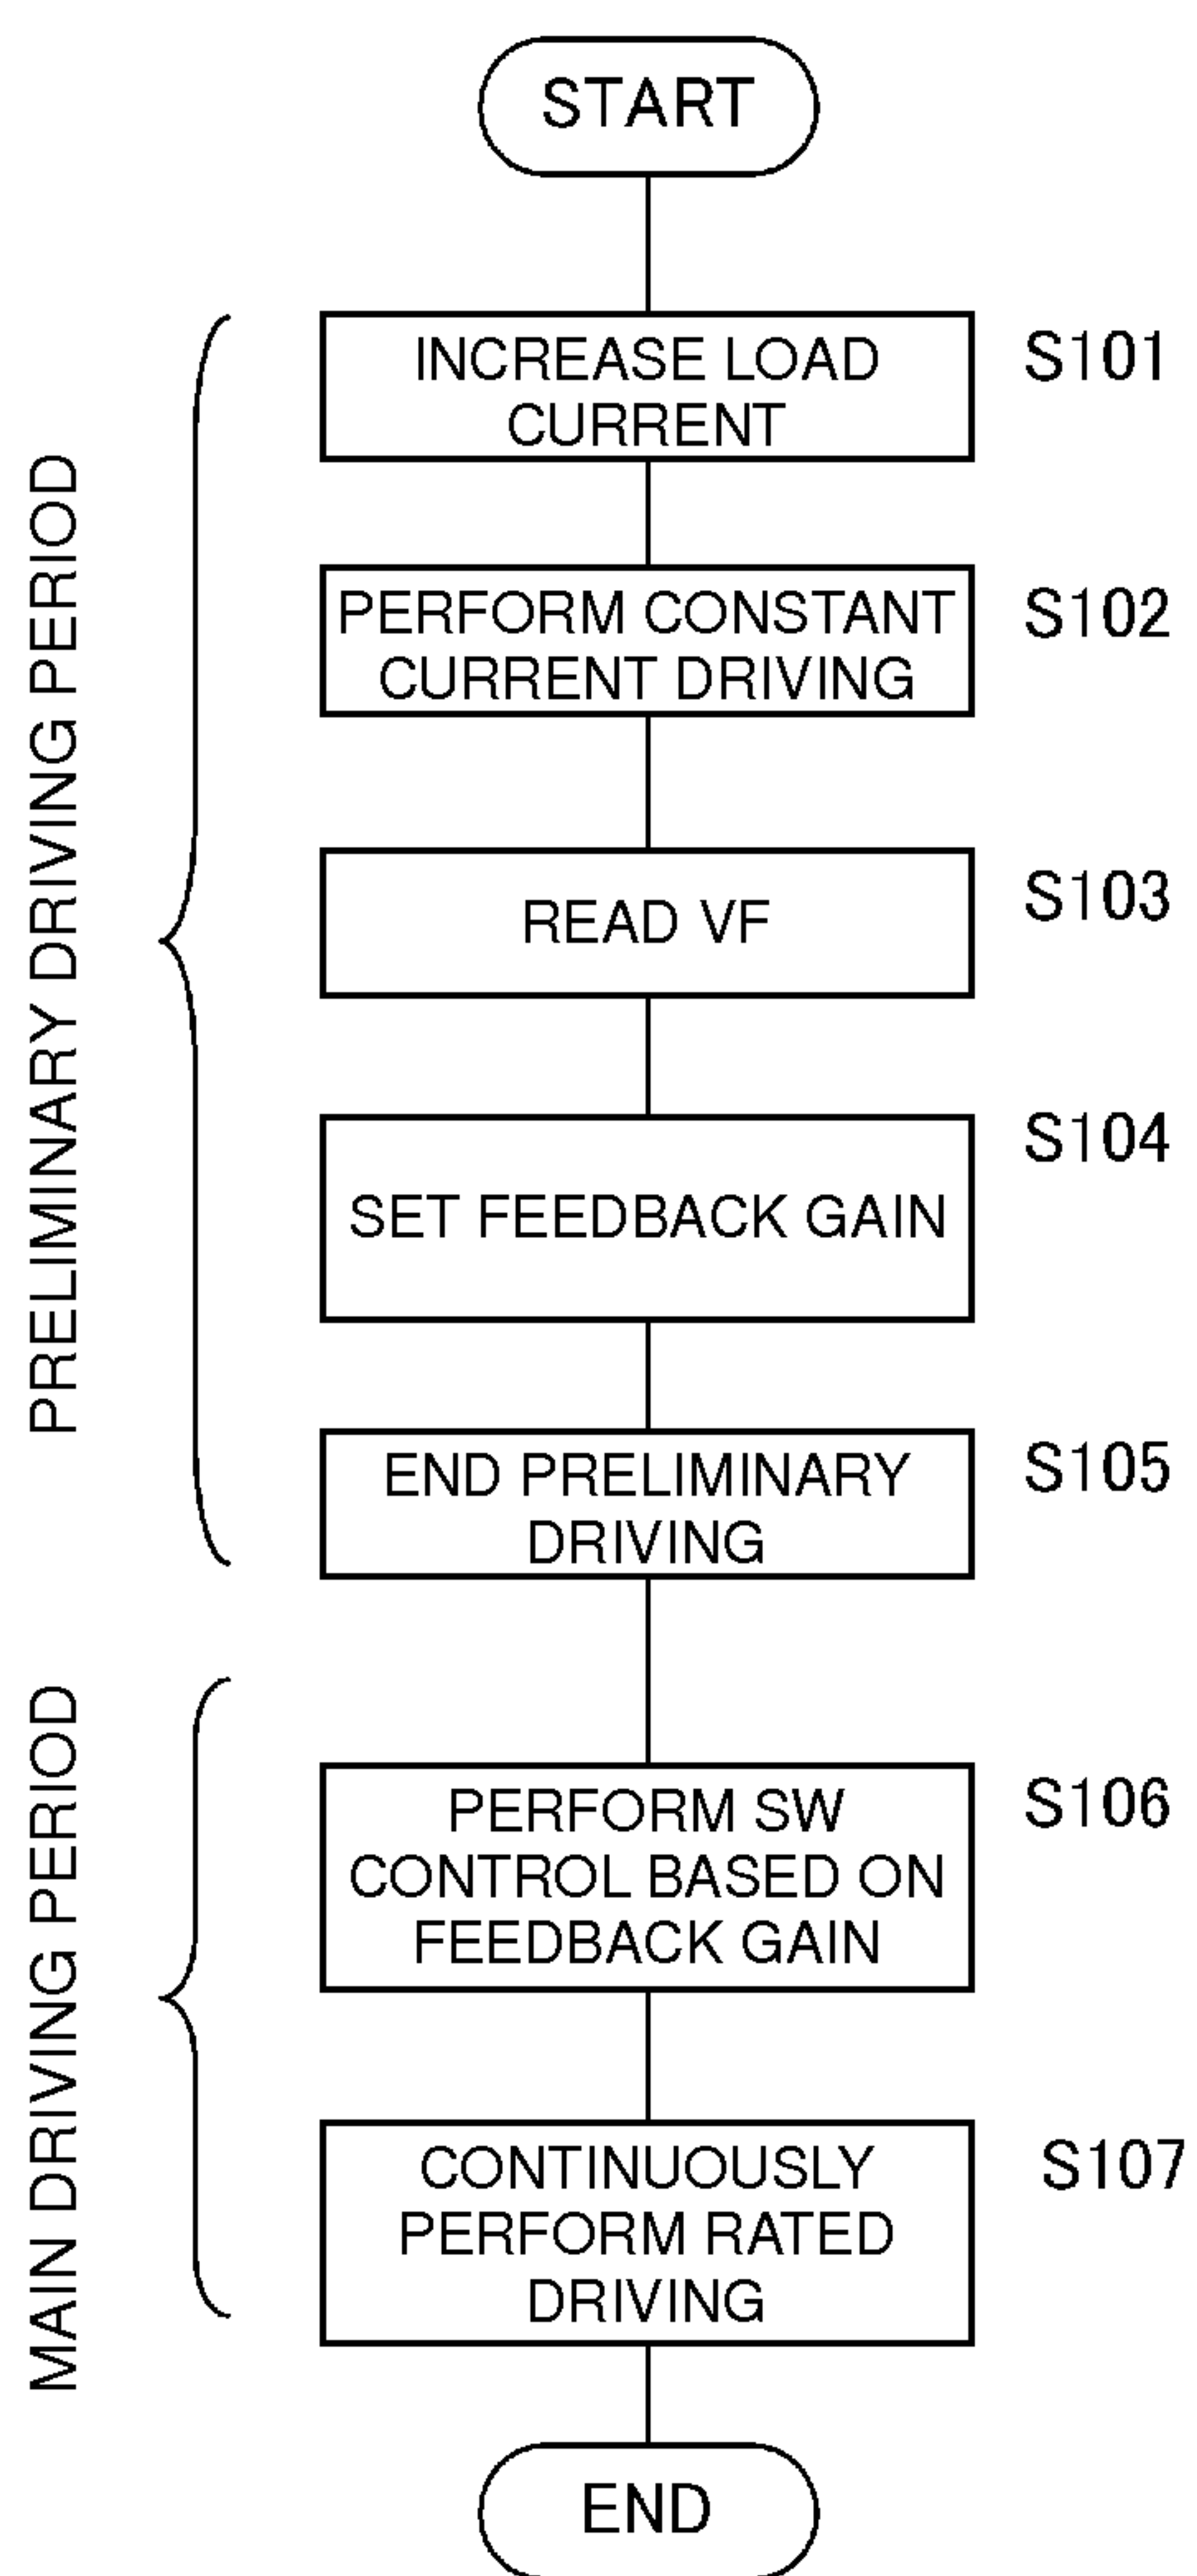 START
PRELIMINARY DRIVING PERIOD
INCREASE LOAD
CURRENT
S101
PERFORM CONSTANT
CURRENT DRIVING
S102
READ VF
S103
SET FEEDBACK GAIN
S104
END PRELIMINARY
DRIVING
S105
MAIN DRIVING PERIOD
PERFORM SW
CONTROL BASED ON
FEEDBACK GAIN
S106
CONTINUOUSLY
PERFORM RATED
DRIVING
S107
END